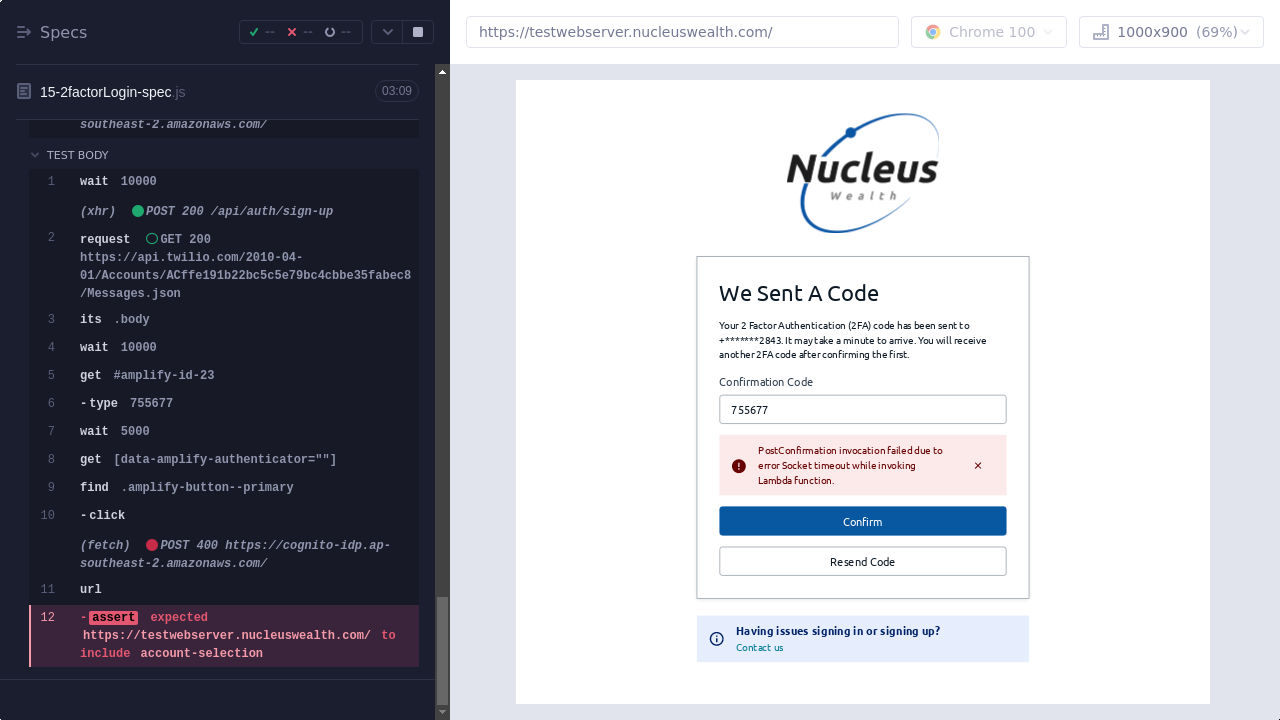 Specs
-- -- --
https://testwebserver.nucleuswealth.com/
Chrome 100
1000x900 (69%)
15-2factorLogin-spec.js
03:09
southeast-2.amazonaws.com/
TEST BODY
1 wait 10000
(xhr) POST 200 /api/auth/sign-up
2 request GET 200
https://api.twilio.com/2010-04-
01/Accounts/ACffe191b22bc5c5e79bc4cbbe35fabec8
/Messages.json
3 its .body
4 wait 10000
5 get #amplify-id-23
6 -type 755677
7 wait 5000
8 get [data-amplify-authenticator=""]
9 find .amplify-button--primary
10 -click
(fetch) POST 400 https://cognito-idp.ap-
southeast-2.amazonaws.com/
11 url
12 -assert expected
https://testwebserver.nucleuswealth.com/ to
include account-selection
Nucleus
Wealth
We Sent A Code
Your 2 Factor Authentication (2FA) code has been sent to
+*******2843. It may take a minute to arrive. You will receive
another 2FA code after confirming the first.
Confirmation Code
755677
PostConfirmation invocation failed due to
error Socket timeout while invoking
Lambda function.
Confirm
Resend Code
Having issues signing in or signing up?
Contact us